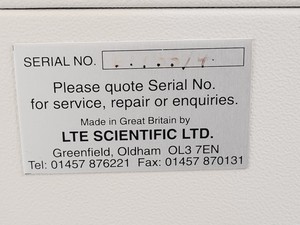 SERIAL NO.
Please quote Serial No.
for service, repair or enquiries.
Made in Great Britain by
LTE SCIENTIFIC LTD.
Greenfield, Oldham OL3 7EN
Tel: 01457 876221 Fax: 01457 870131